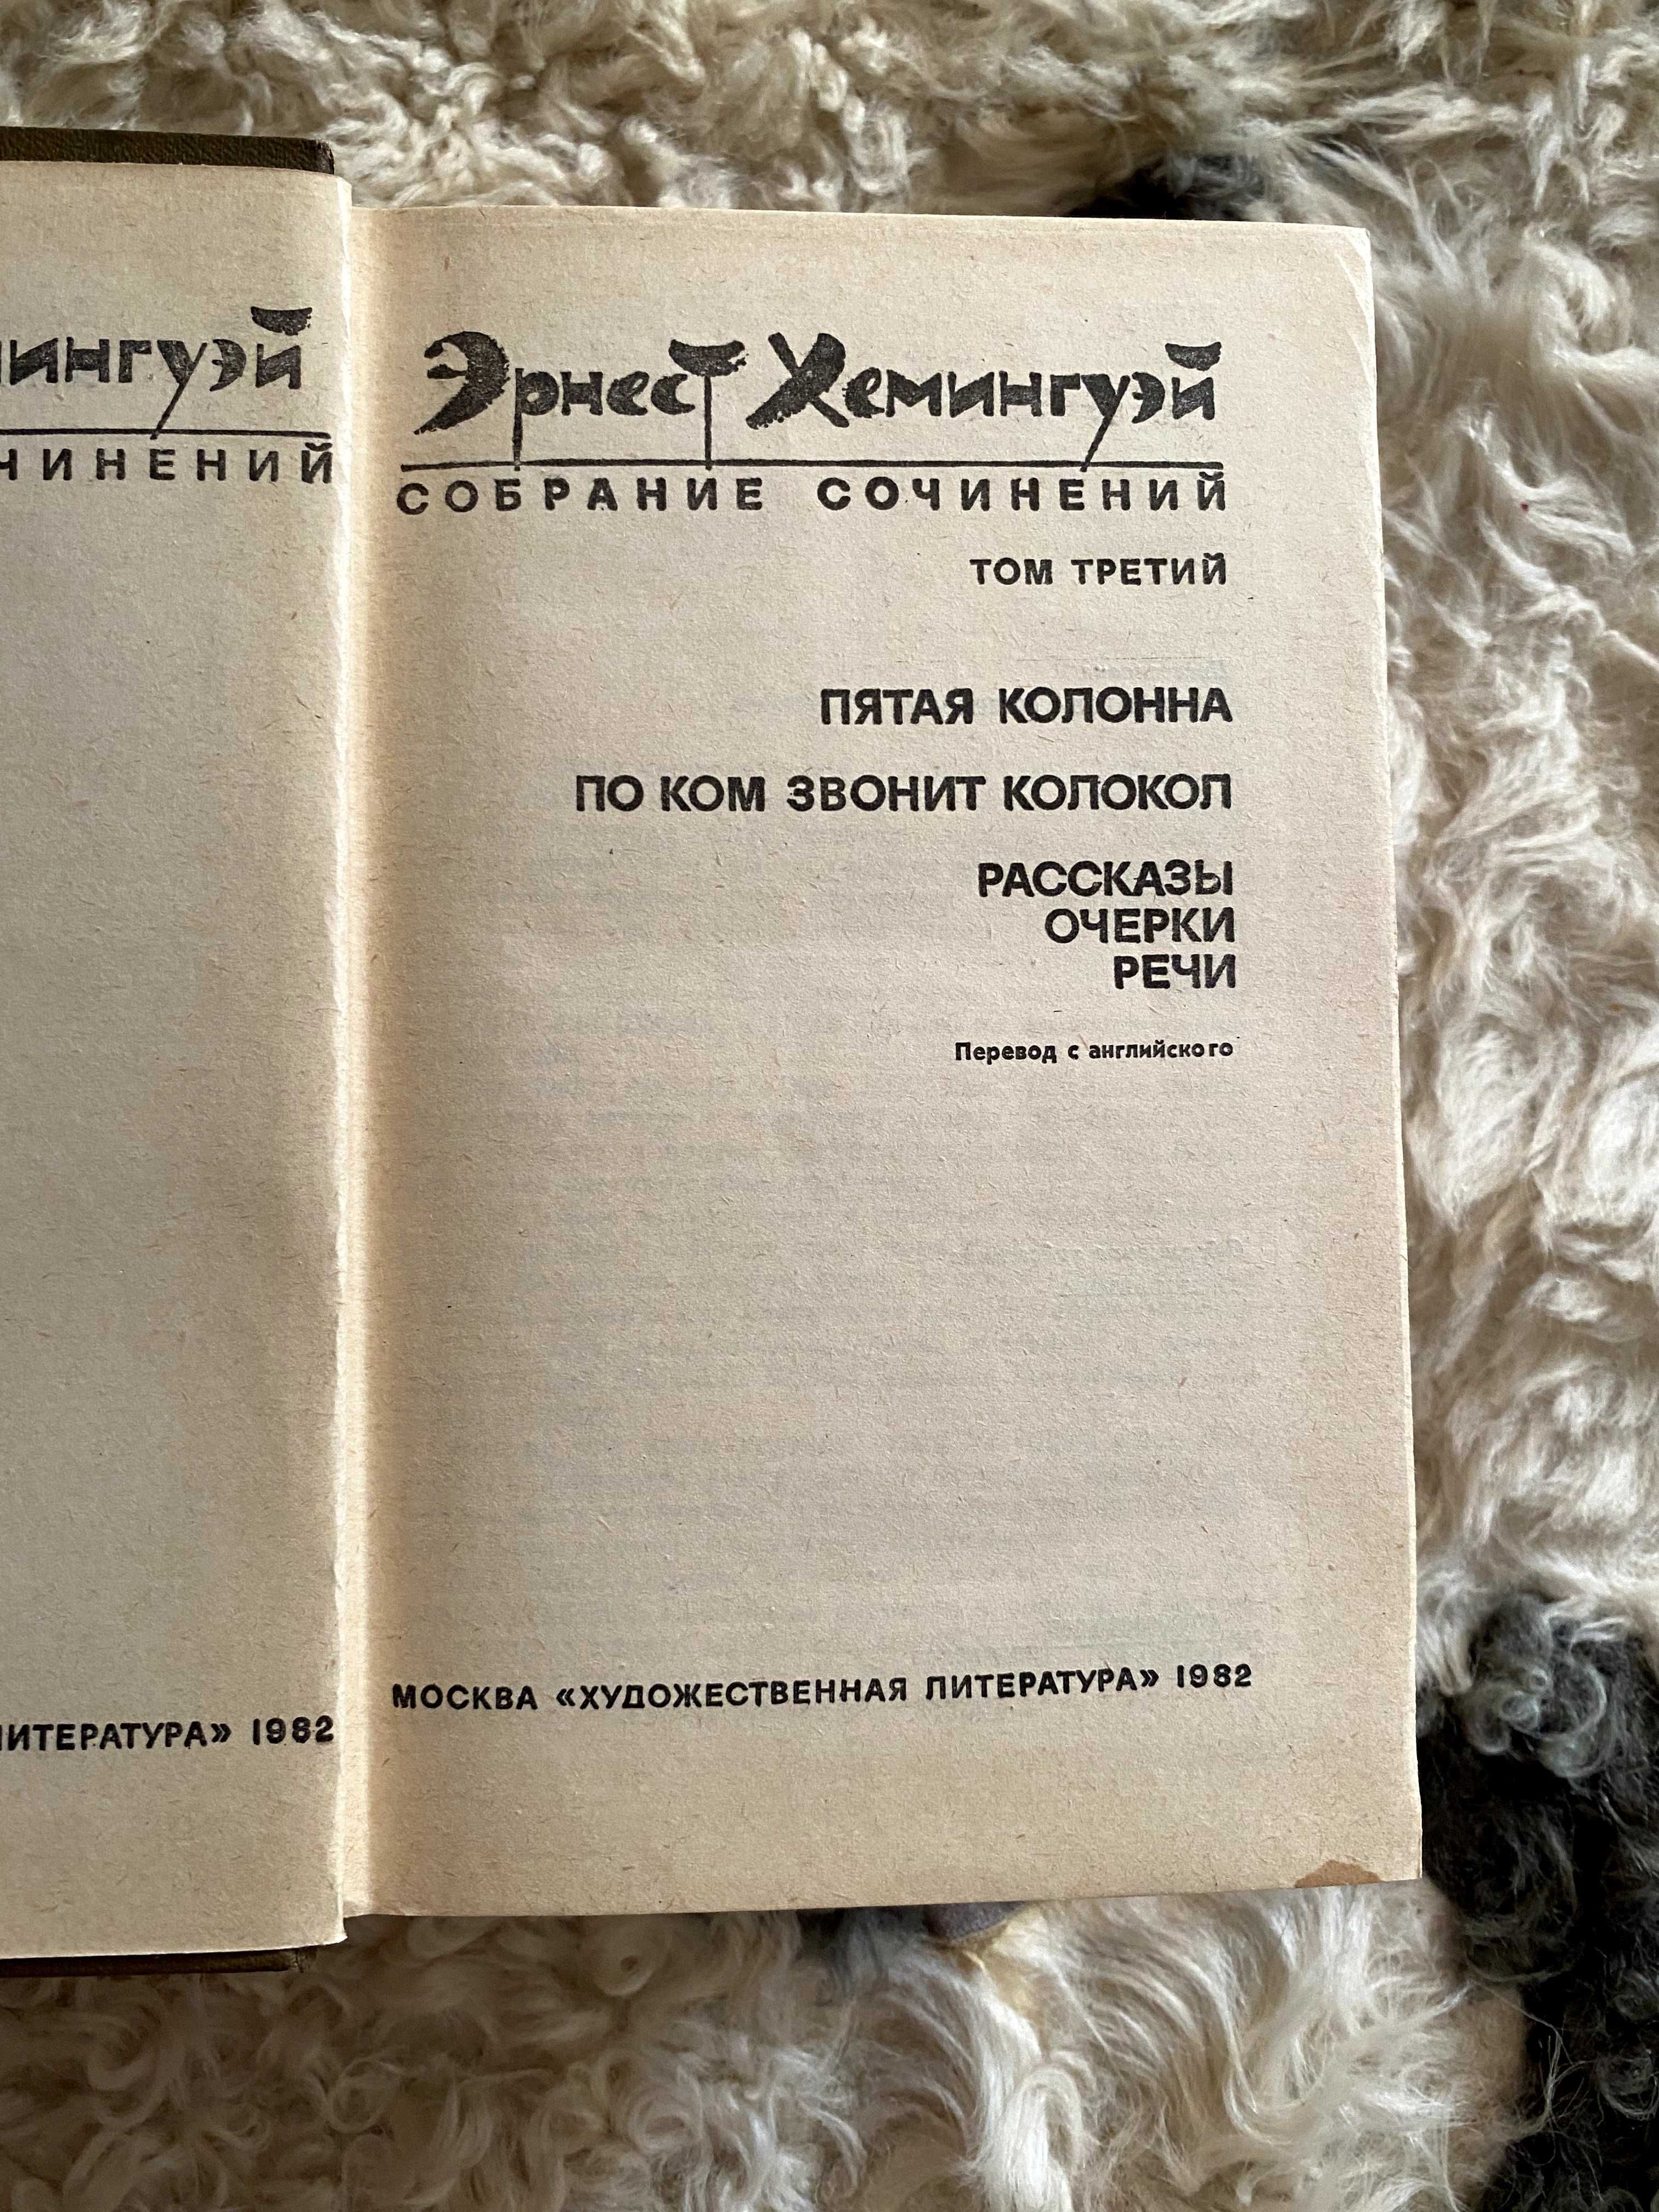 мингуэй
ЧИНЕНИЙ
ИТЕРАТУРА» 1982
Эрнест Хемингуэй
СОБРАНИЕ СОЧИНЕНИЙ
ТОМ ТРЕТИЙ
ПЯТАЯ КОЛОННА
ПО КОМ ЗВОНИТ КОЛОКОЛ
РАССКАЗЫ
ОЧЕРКИ
РЕЧИ
Перевод с английского
МОСКВА «ХУДОЖЕСТВЕННАЯ ЛИТЕРАТУРА» 1982